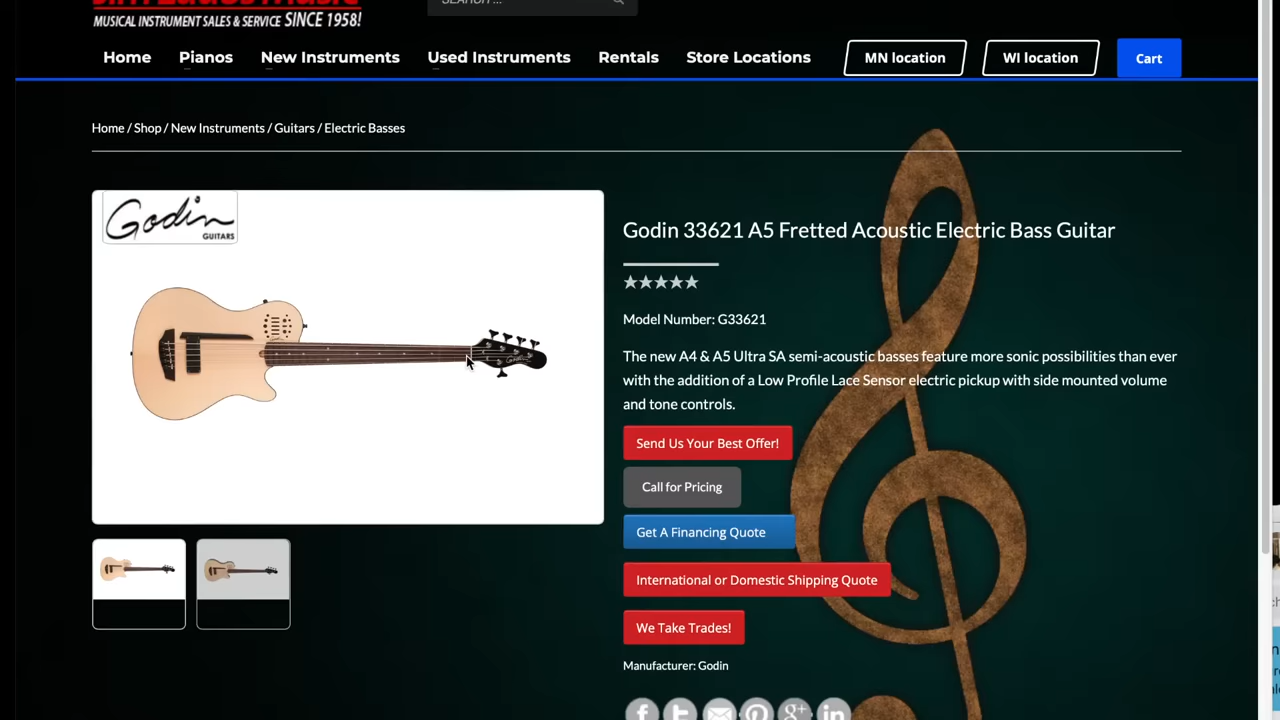 MUSICAL INSTRUMENT SALES & SERVICE SINCE 1958!
SEARCH ...
Home Pianos New Instruments Used Instruments Rentals Store Locations MN location WI location Cart
Home / Shop / New Instruments / Guitars / Electric Basses
Godin
GUITARS
Godin 33621 A5 Fretted Acoustic Electric Bass Guitar
Model Number: G33621
The new A4 & A5 Ultra SA semi-acoustic basses feature more sonic possibilities than ever
with the addition of a Low Profile Lace Sensor electric pickup with side mounted volume
and tone controls.
Send Us Your Best Offer!
Call for Pricing
Get A Financing Quote
International or Domestic Shipping Quote
We Take Trades!
Manufacturer: Godin